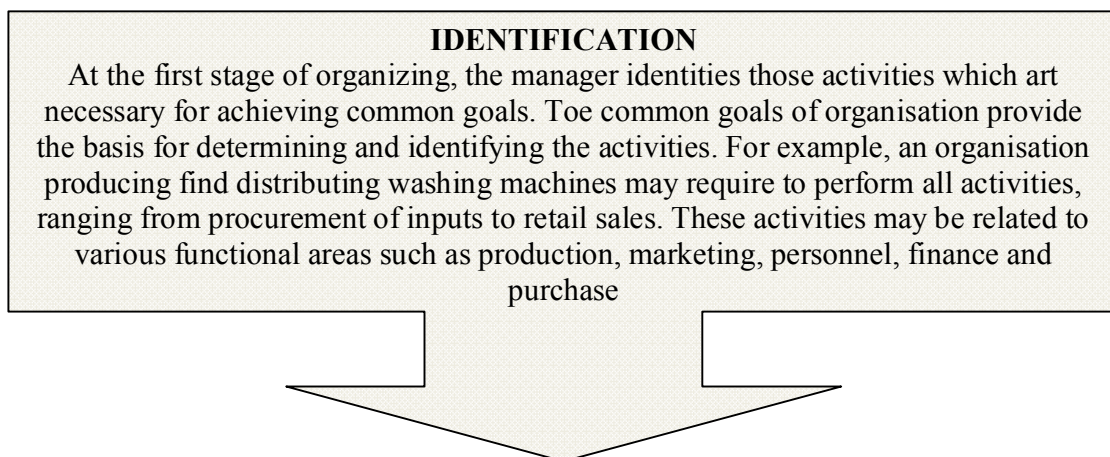 IDENTIFICATION
At the first stage of organizing, the manager identities those activities which art
necessary for achieving common goals. Toe common goals of organisation provide
the basis for determining and identifying the activities. For example, an organisation
producing find distributing washing machines may require to perform all activities,
ranging from procurement of inputs to retail sales. These activities may be related to
various functional areas such as production, marketing, personnel, finance and
purchase